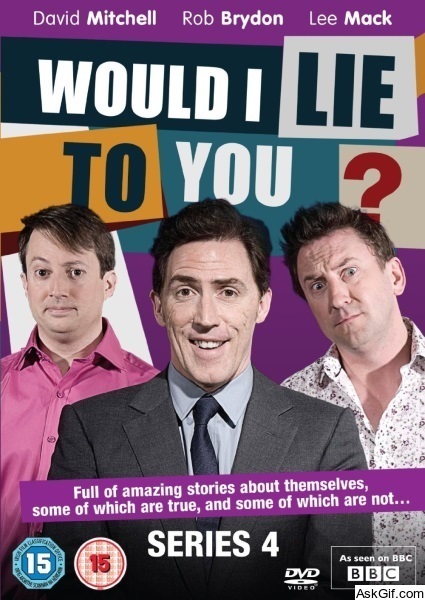 David Mitchell Rob Brydon Lee Mack
WOULD I LIE
TO YOU ?
Full of amazing stories about themselves,
some of which are true, and some of which are not...
SERIES 4
15
15
DVD
VIDEO
As seen on BBC
BBC
AskGif.com